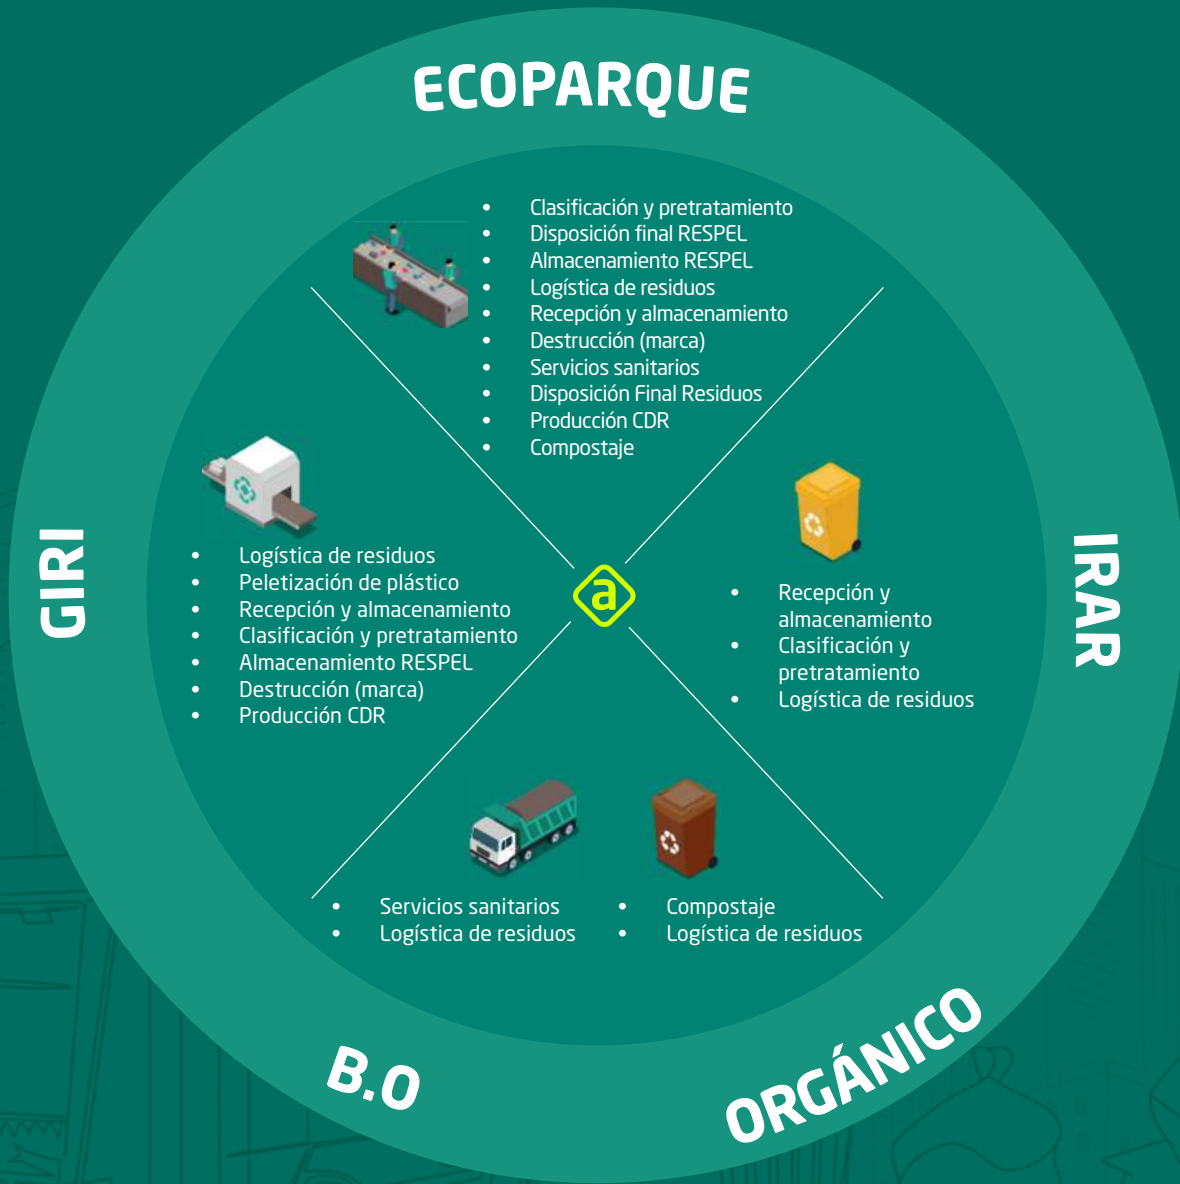 ECOPARQUE
• Clasificación y pretratamiento
• Disposición final RESPEL
• Almacenamiento RESPEL
• Logística de residuos
• Recepción y almacenamiento
• Destrucción (marca)
• Servicios sanitarios
• Disposición Final Residuos
• Producción CDR
• Compostaje
GIRI
• Logística de residuos
• Peletización de plástico
• Recepción y almacenamiento
• Clasificación y pretratamiento
• Almacenamiento RESPEL
• Destrucción (marca)
• Producción CDR
a
IRAR
• Recepción y
almacenamiento
• Clasificación y
pretratamiento
• Logística de residuos
• Servicios sanitarios
• Logística de residuos
• Compostaje
• Logística de residuos
B.O
ORGÁNICO